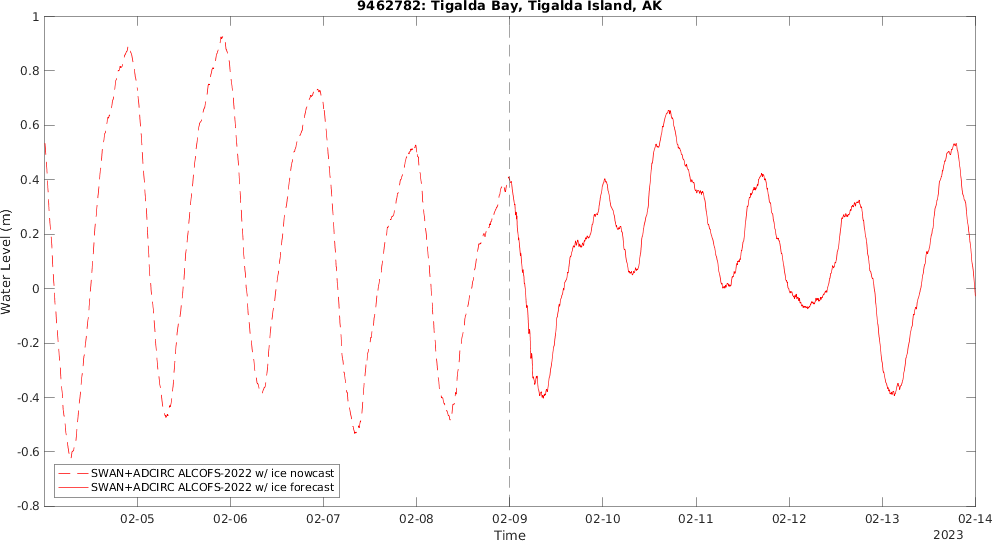 9462782: Tigalda Bay, Tigalda Island, AK
Water Level (m)
1
0.8
0.6
0.4
0.2
0
-0.2
-0.4
-0.6
-0.8
SWAN+ADCIRC ALCOFS-2022 w/ ice nowcast
SWAN+ADCIRC ALCOFS-2022 w/ ice forecast
02-05 02-06 02-07 02-08 02-09 02-10 02-11 02-12 02-13 02-14
Time
2023